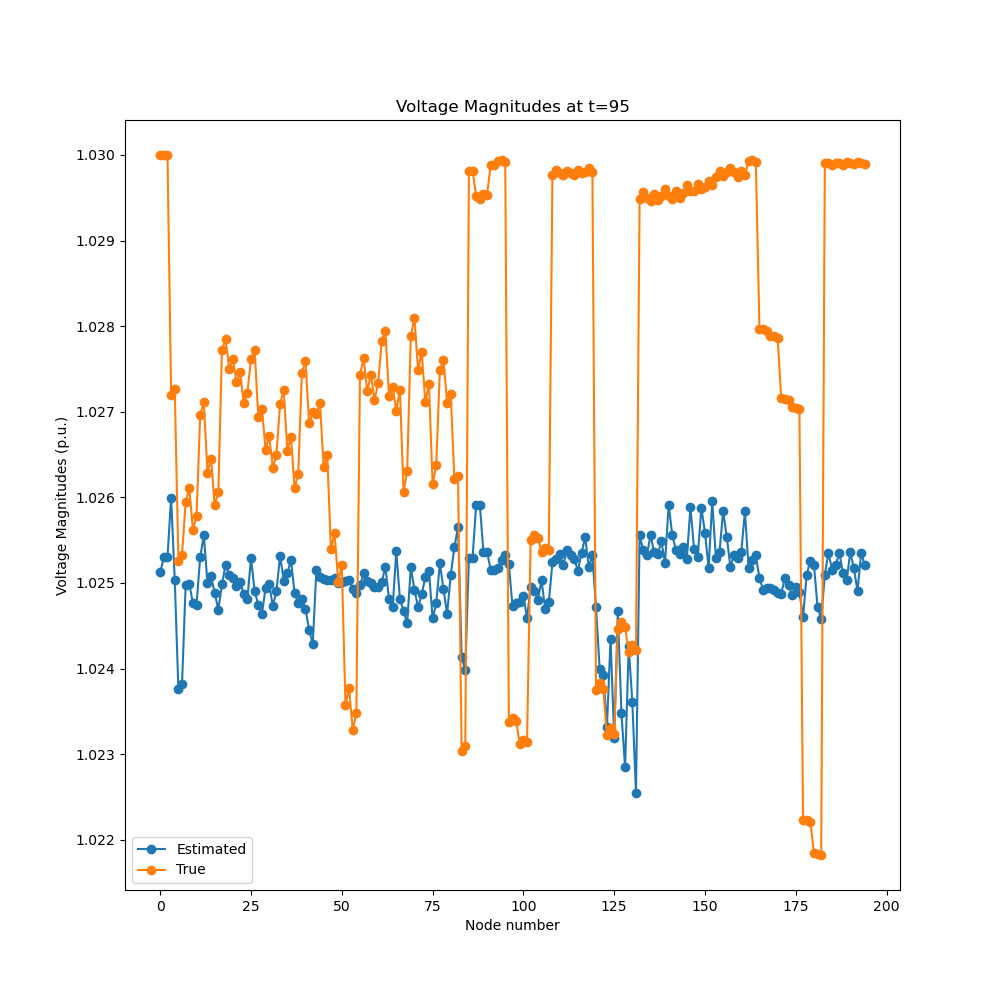 Voltage Magnitudes at t=95
Voltage Magnitudes (p.u.)
1.030
1.029
1.028
1.027
1.026
1.025
1.024
1.023
1.022
Estimated
True
0 25 50 75 100 125 150 175 200
Node number